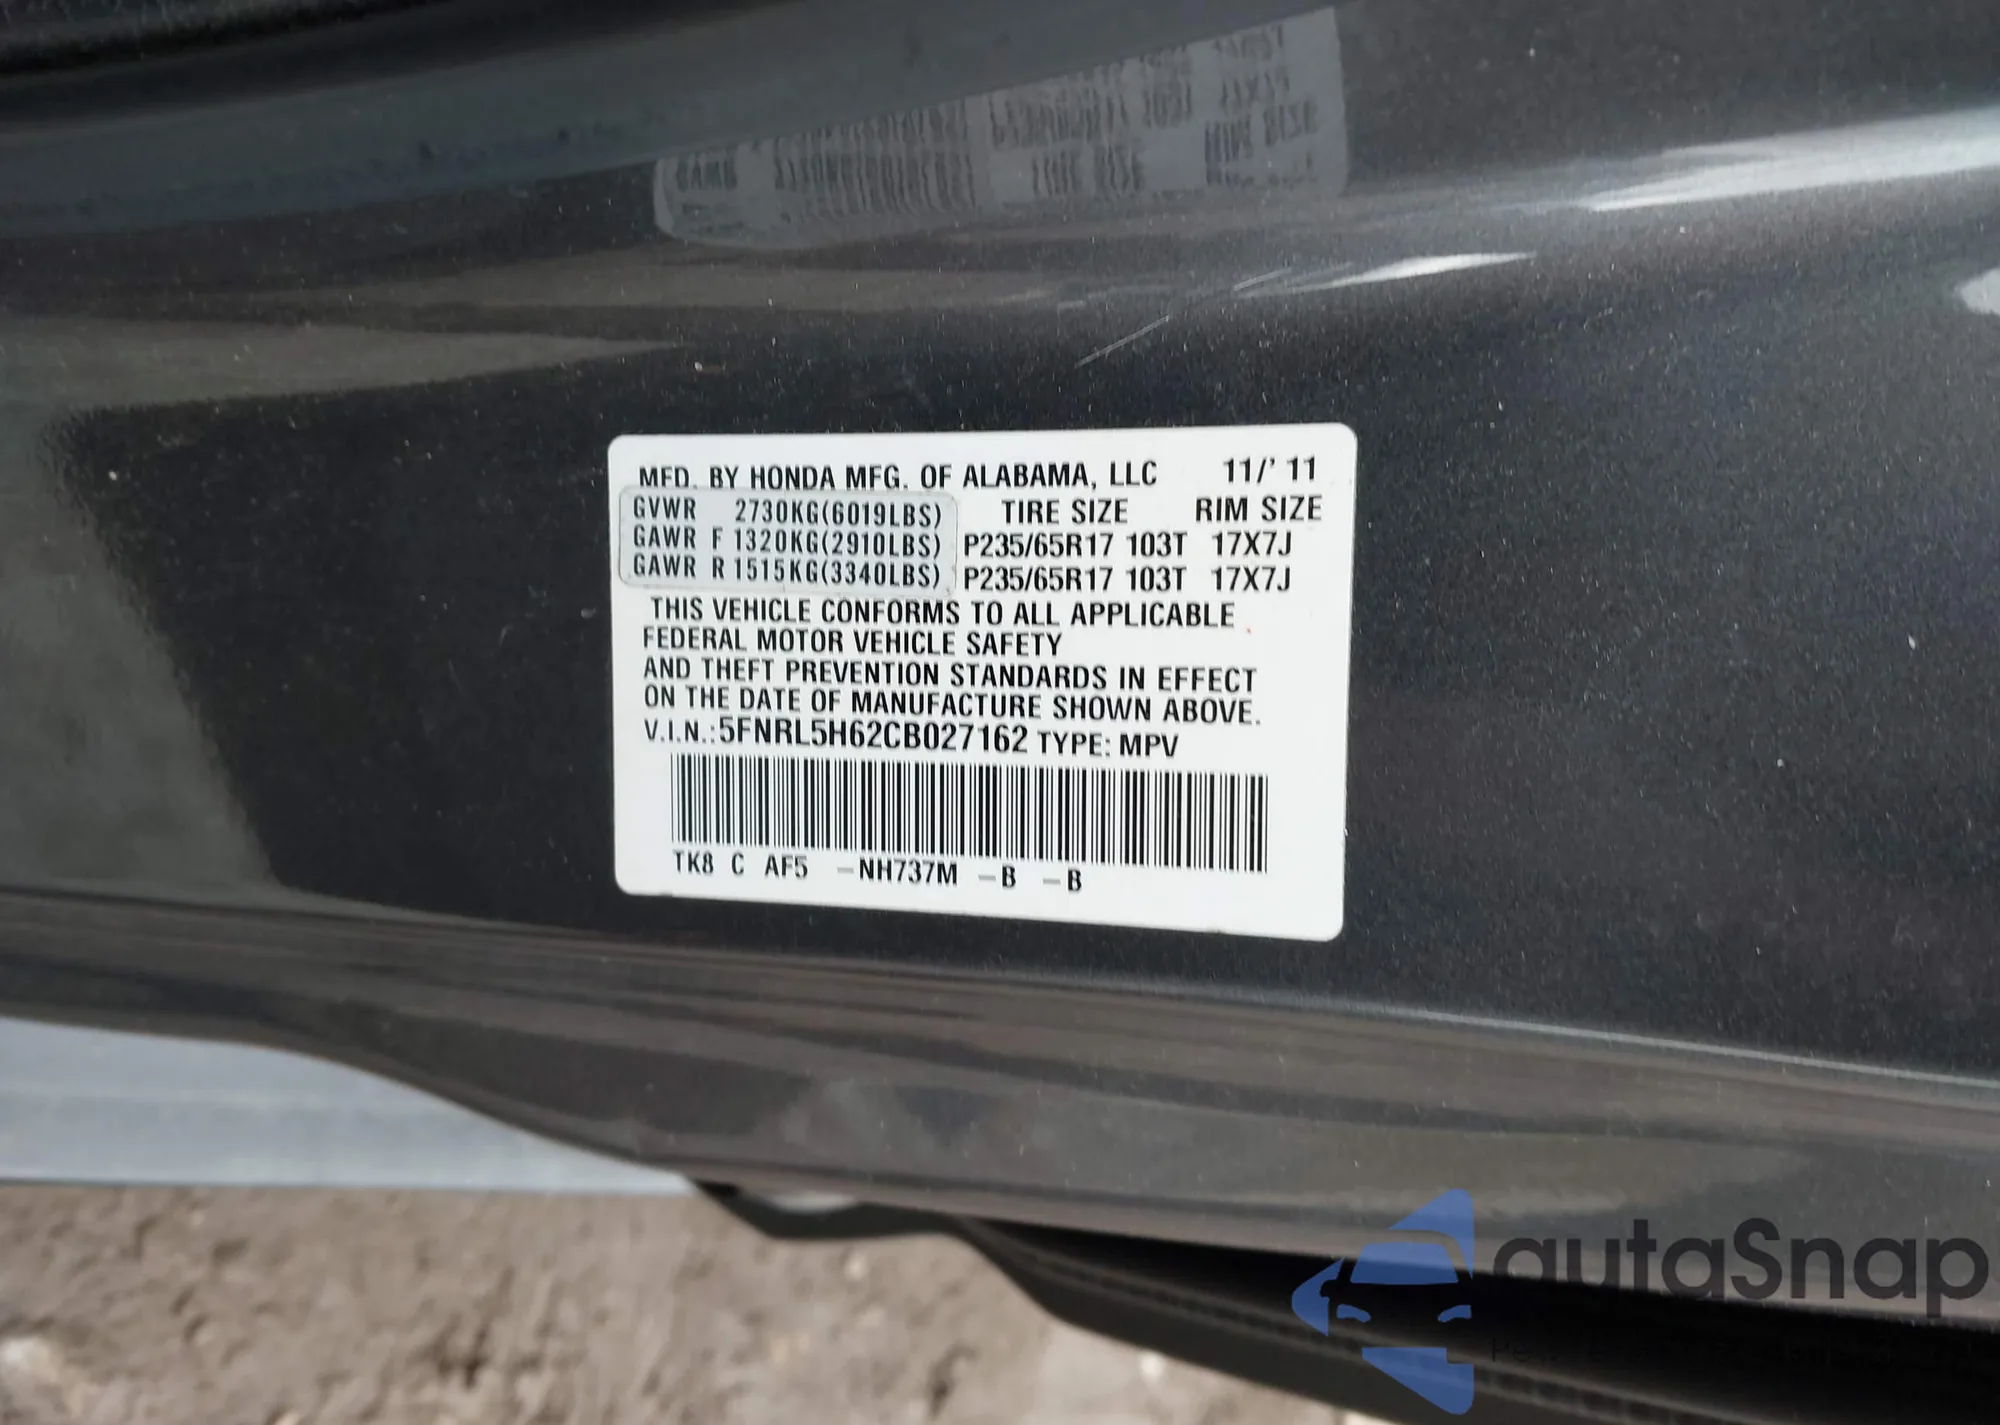 MFD. BY HONDA MFG. OF ALABAMA, LLC 11/' 11
GVWR 2730KG(6019LBS) TIRE SIZE RIM SIZE
GAWR F 1320KG(2910LBS) P235/65R17 103T 17X7J
GAWR R 1515KG(3340LBS) P235/65R17 103T 17X7J
THIS VEHICLE CONFORMS TO ALL APPLICABLE
FEDERAL MOTOR VEHICLE SAFETY
AND THEFT PREVENTION STANDARDS IN EFFECT
ON THE DATE OF MANUFACTURE SHOWN ABOVE.
V.I.N.:5FNRL5H62CB027162 TYPE: MPV
TK8 C AF5 -NH737M -B -B
autaSnap